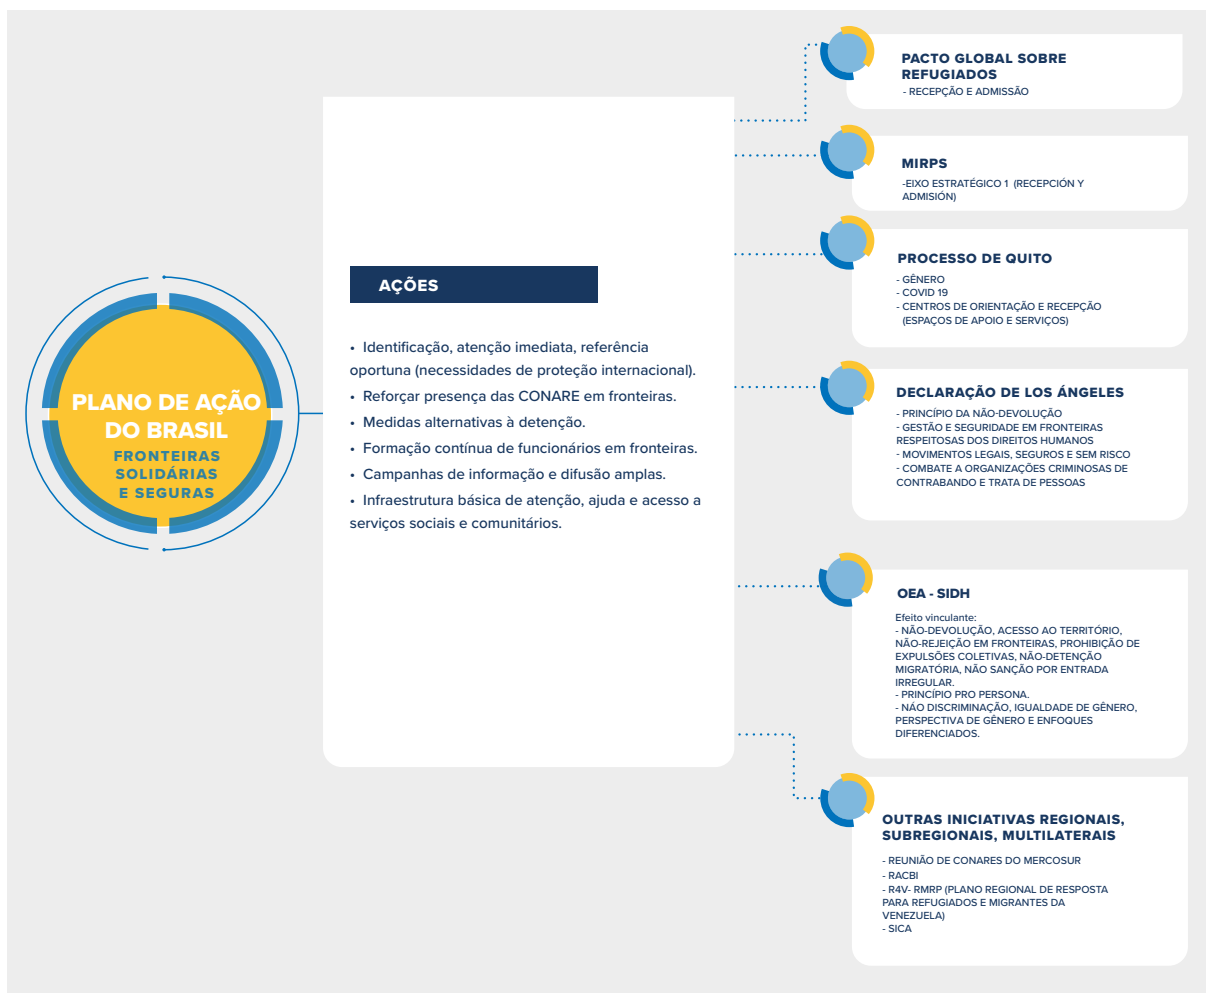 PLANO DE AÇÃO
DO BRASIL
FRONTEIRAS
SOLIDÁRIAS
E SEGURAS
AÇÕES
• Identificação, atenção imediata, referência
oportuna (necessidades de proteção internacional).
• Reforçar presença das CONARE em fronteiras.
• Medidas alternativas à detenção.
• Formação contínua de funcionários em fronteiras.
• Campanhas de informação e difusão amplas.
• Infraestrutura básica de atenção, ajuda e acesso a
serviços sociais e comunitários.
PACTO GLOBAL SOBRE
REFUGIADOS
- RECEPÇÃO E ADMISSÃO
MIRPS
-EIXO ESTRATÉGICO 1 (RECEPCIÓN Y
ADMISIÓN)
PROCESSO DE QUITO
- GÊNERO
- COVID 19
- CENTROS DE ORIENTAÇÃO E RECEPÇÃO
(ESPAÇOS DE APOIO E SERVIÇOS)
DECLARAÇÃO DE LOS ÁNGELES
- PRINCÍPIO DA NÃO-DEVOLUÇÃO
- GESTÃO E SEGURIDADE EM FRONTEIRAS
RESPEITOSAS DOS DIREITOS HUMANOS
- MOVIMENTOS LEGAIS, SEGUROS E SEM RISCO
- COMBATE A ORGANIZAÇÕES CRIMINOSAS DE
CONTRABANDO E TRATA DE PESSOAS
OEA - SIDH
Efeito vinculante:
- NÃO-DEVOLUÇÃO, ACESSO AO TERRITÓRIO,
NÃO-REJEIÇÃO EM FRONTEIRAS, PROHIBIÇÃO DE
EXPULSÕES COLETIVAS, NÃO-DETENÇÃO
MIGRATÓRIA, NÃO SANÇÃO POR ENTRADA
IRREGULAR.
- PRINCÍPIO PRO PERSONA.
- NÁO DISCRIMINAÇÃO, IGUALDADE DE GÊNERO,
PERSPECTIVA DE GÊNERO E ENFOQUES
DIFERENCIADOS.
OUTRAS INICIATIVAS REGIONAIS,
SUBREGIONAIS, MULTILATERAIS
- REUNIÃO DE CONARES DO MERCOSUR
- RACBI
- R4V- RMRP (PLANO REGIONAL DE RESPOSTA
PARA REFUGIADOS E MIGRANTES DA
VENEZUELA)
- SICA